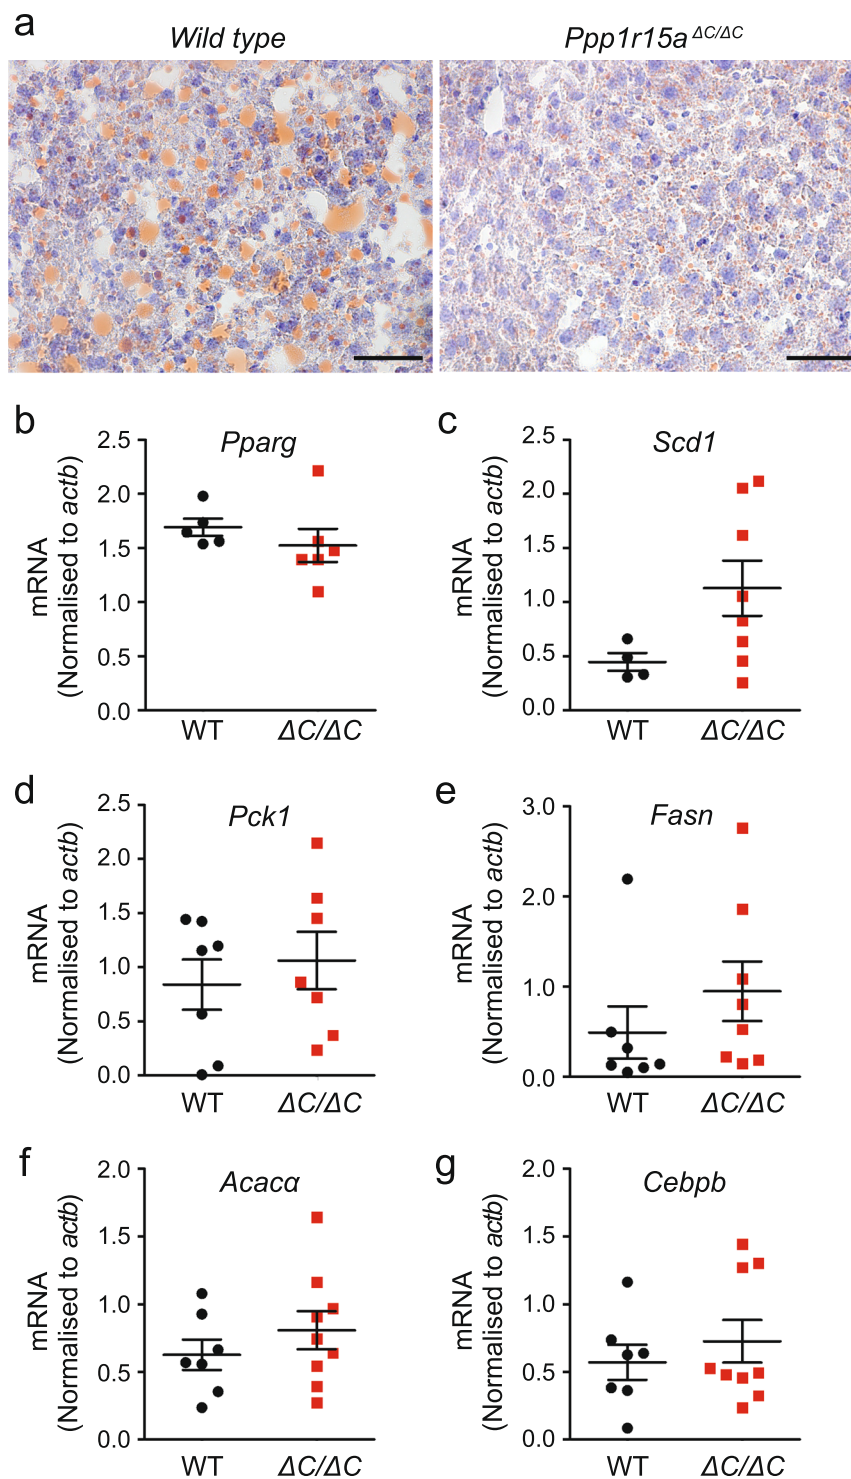 a
Wild type
Ppp1r15a ΔC/ΔC
b
Pparg
mRNA
(Normalised to actb)
2.5
2.0
1.5
1.0
0.5
0.0
WT
ΔC/ΔC
c
Scd1
mRNA
(Normalised to actb)
2.5
2.0
1.5
1.0
0.5
0.0
WT
ΔC/ΔC
d
Pck1
mRNA
(Normalised to actb)
2.5
2.0
1.5
1.0
0.5
0.0
WT
ΔC/ΔC
e
Fasn
mRNA
(Normalised to actb)
3.0
2.0
1.0
0.0
WT
ΔC/ΔC
f
Acacα
mRNA
(Normalised to actb)
2.0
1.5
1.0
0.5
0.0
WT
ΔC/ΔC
g
Cebpb
mRNA
(Normalised to actb)
2.0
1.5
1.0
0.5
0.0
WT
ΔC/ΔC